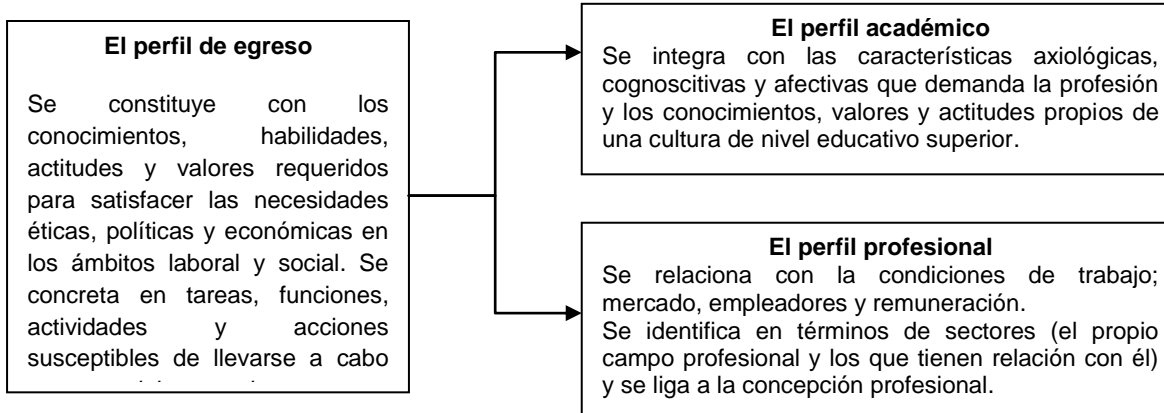 El perfil de egreso
Se constituye con los
conocimientos, habilidades,
actitudes y valores requeridos
para satisfacer las necesidades
éticas, políticas y económicas en
los ámbitos laboral y social. Se
concreta en tareas, funciones,
actividades y acciones
susceptibles de llevarse a cabo
El perfil académico
Se integra con las características axiológicas,
cognoscitivas y afectivas que demanda la profesión
y los conocimientos, valores y actitudes propios de
una cultura de nivel educativo superior.
El perfil profesional
Se relaciona con la condiciones de trabajo;
mercado, empleadores y remuneración.
Se identifica en términos de sectores (el propio
campo profesional y los que tienen relación con él)
y se liga a la concepción profesional.